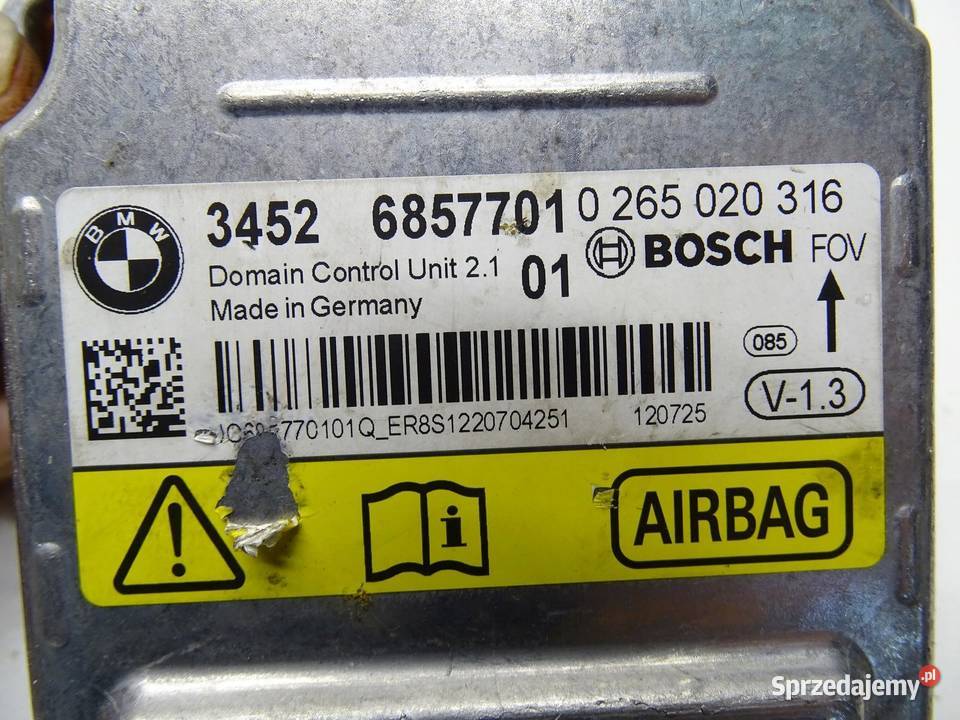 BMW
3452 6857701 0 265 020 316
Domain Control Unit 2.1 01 BOSCH FOV
Made in Germany
085
V-1.3
770101Q_ER8S1220704251 120725
i
AIRBAG
Sprzedajemy.pl